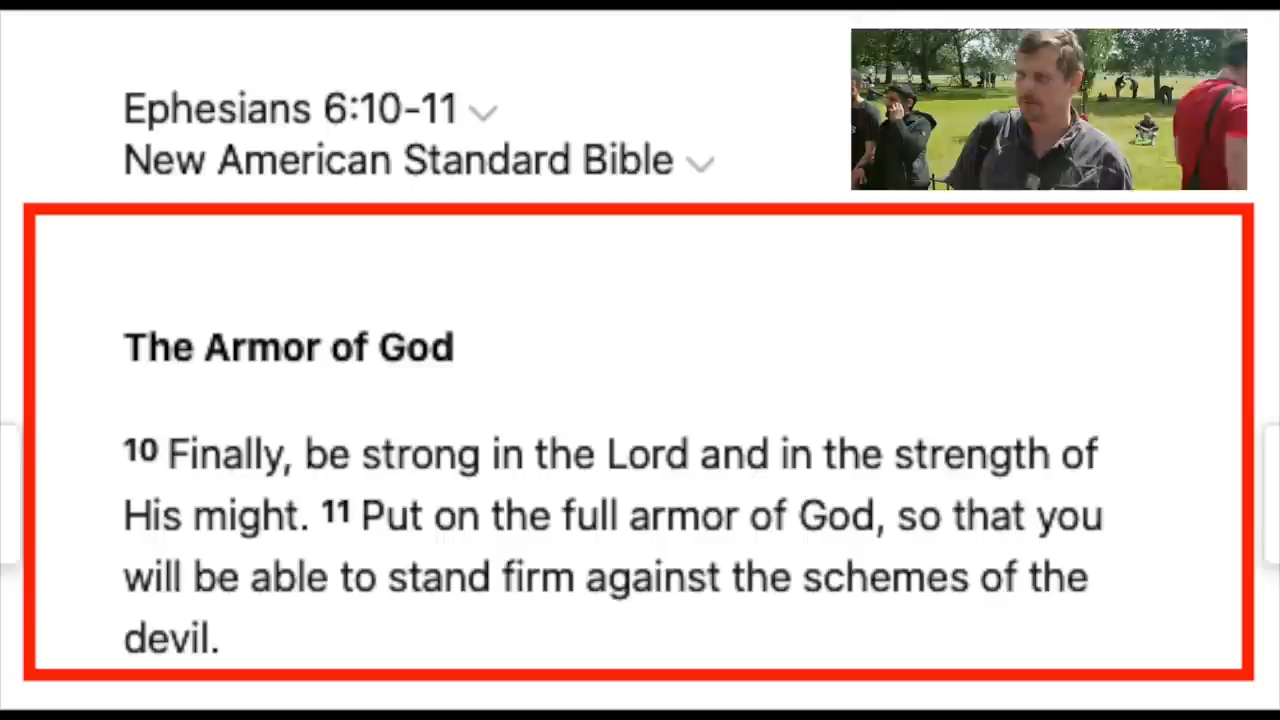 Ephesians 6:10-11
New American Standard Bible
The Armor of God
10 Finally, be strong in the Lord and in the strength of
His might. 11 Put on the full armor of God, so that you
will be able to stand firm against the schemes of the
devil.